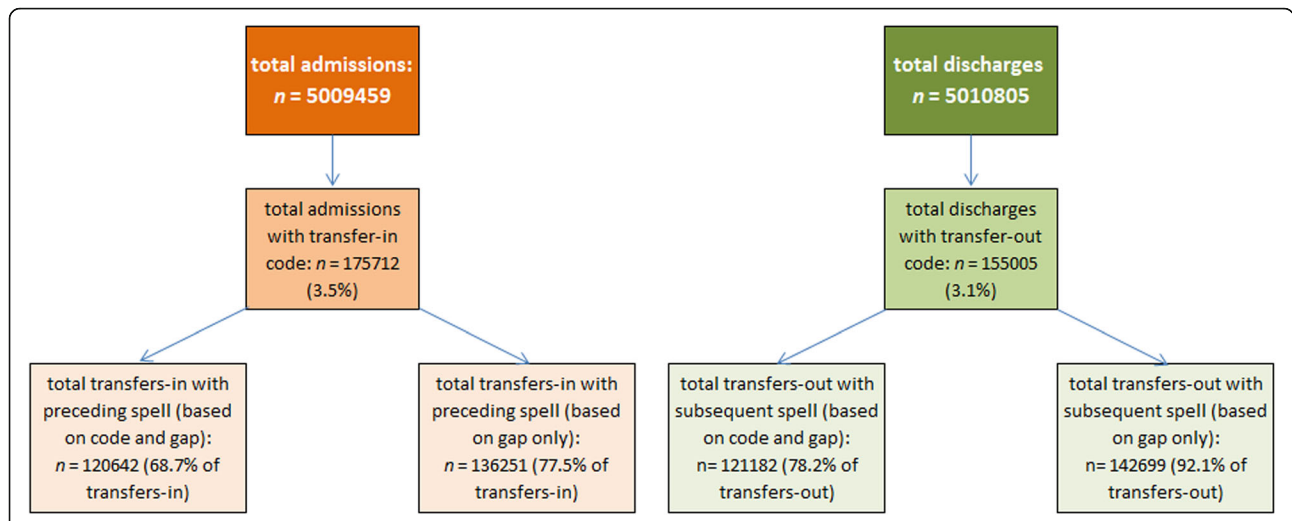 total admissions:
n = 5009459
total discharges
n = 5010805
total admissions
with transfer-in
code: n = 175712
(3.5%)
total discharges
with transfer-out
code: n = 155005
(3.1%)
total transfers-in with
preceding spell (based
on code and gap):
n = 120642 (68.7% of
transfers-in)
total transfers-in with
preceding spell (based
on gap only):
n = 136251 (77.5% of
transfers-in)
total transfers-out with
subsequent spell (based
on code and gap):
n= 121182 (78.2% of
transfers-out)
total transfers-out with
subsequent spell (based
on gap only):
n= 142699 (92.1% of
transfers-out)